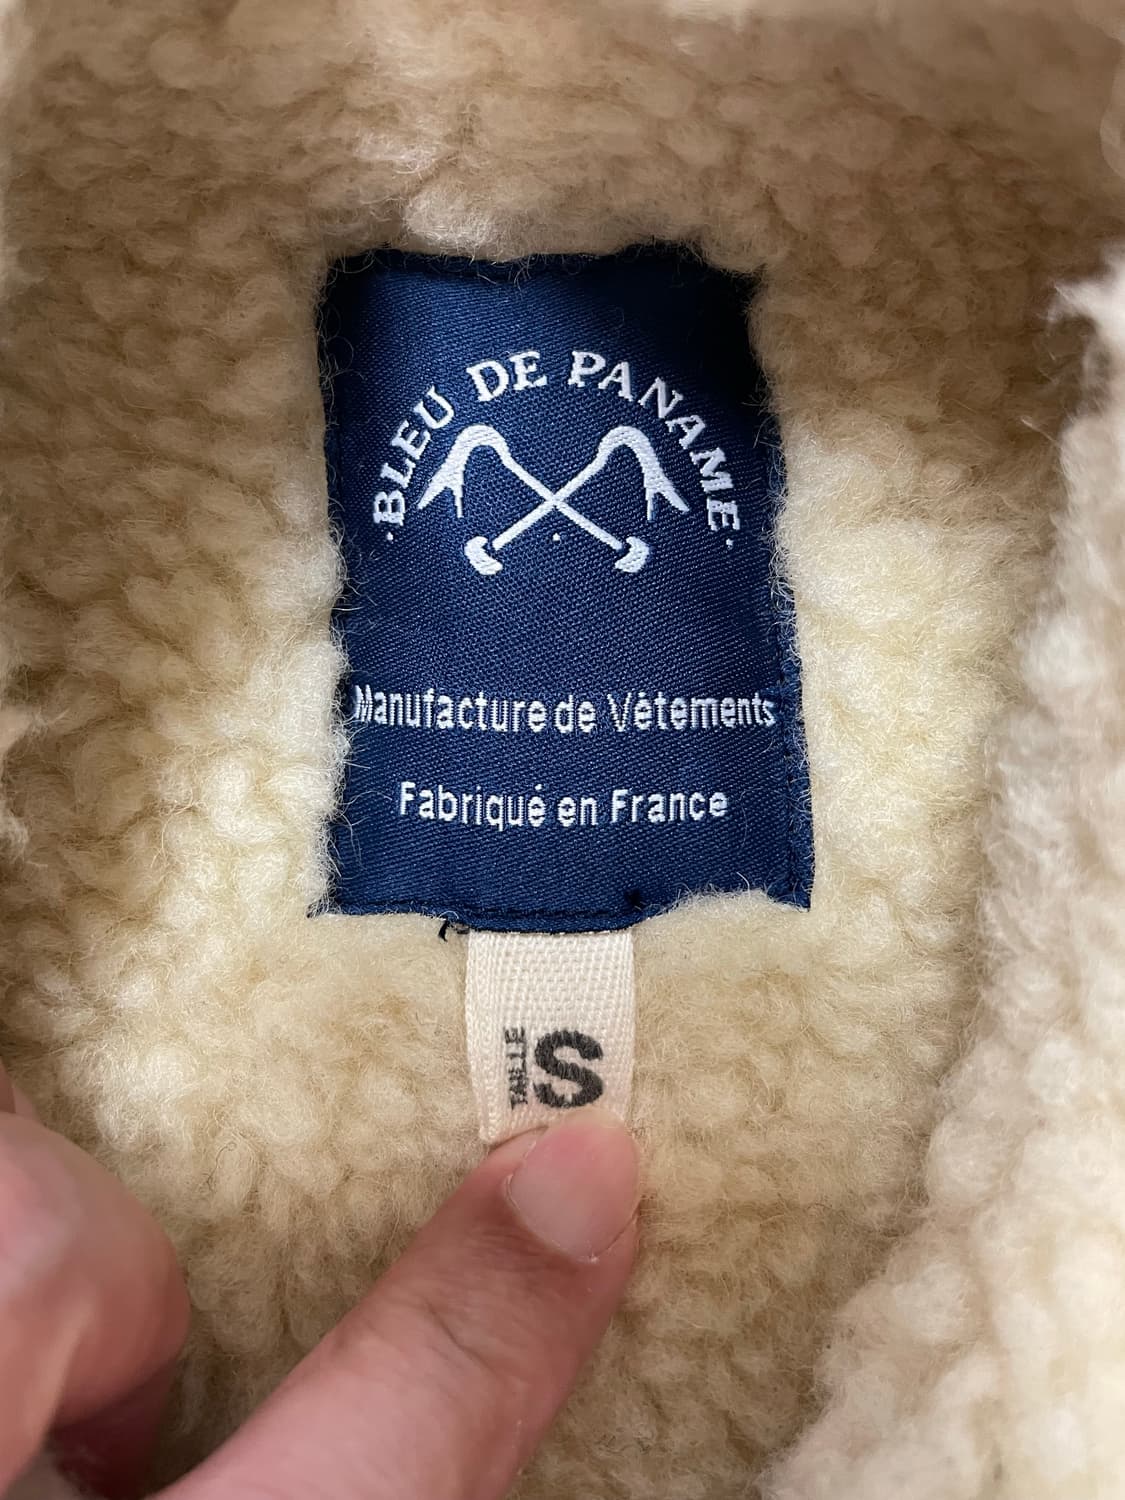 ·BLEU DE PANAME·
Manufacture de Vêtements
Fabriqué en France
TAILLE
S